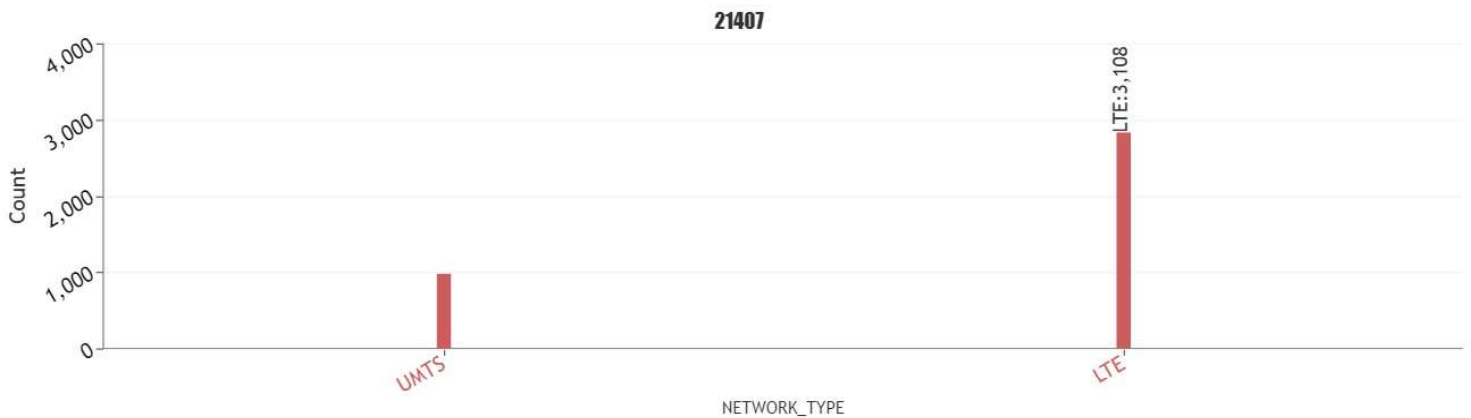 21407
4,000
3,000
2,000
1,000
0
Count
LTE:3,108
UMTS
LTE
NETWORK_TYPE